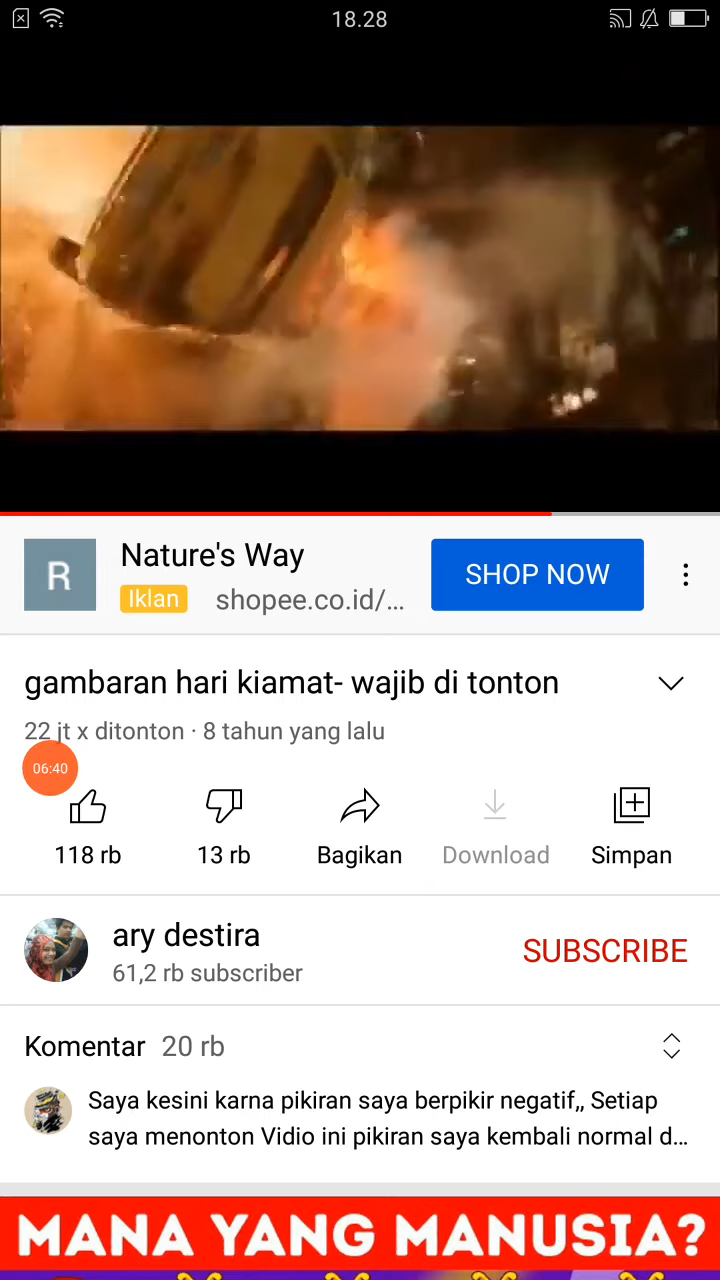 18.28
R
Nature's Way
Iklan shopee.co.id/...
SHOP NOW
gambaran hari kiamat- wajib di tonton
22 jt x ditonton · 8 tahun yang lalu
06:40
118 rb
13 rb
Bagikan
Download
Simpan
ary destira
61,2 rb subscriber
SUBSCRIBE
Komentar 20 rb
Saya kesini karna pikiran saya berpikir negatif,, Setiap
saya menonton Vidio ini pikiran saya kembali normal d...
MANA YANG MANUSIA?